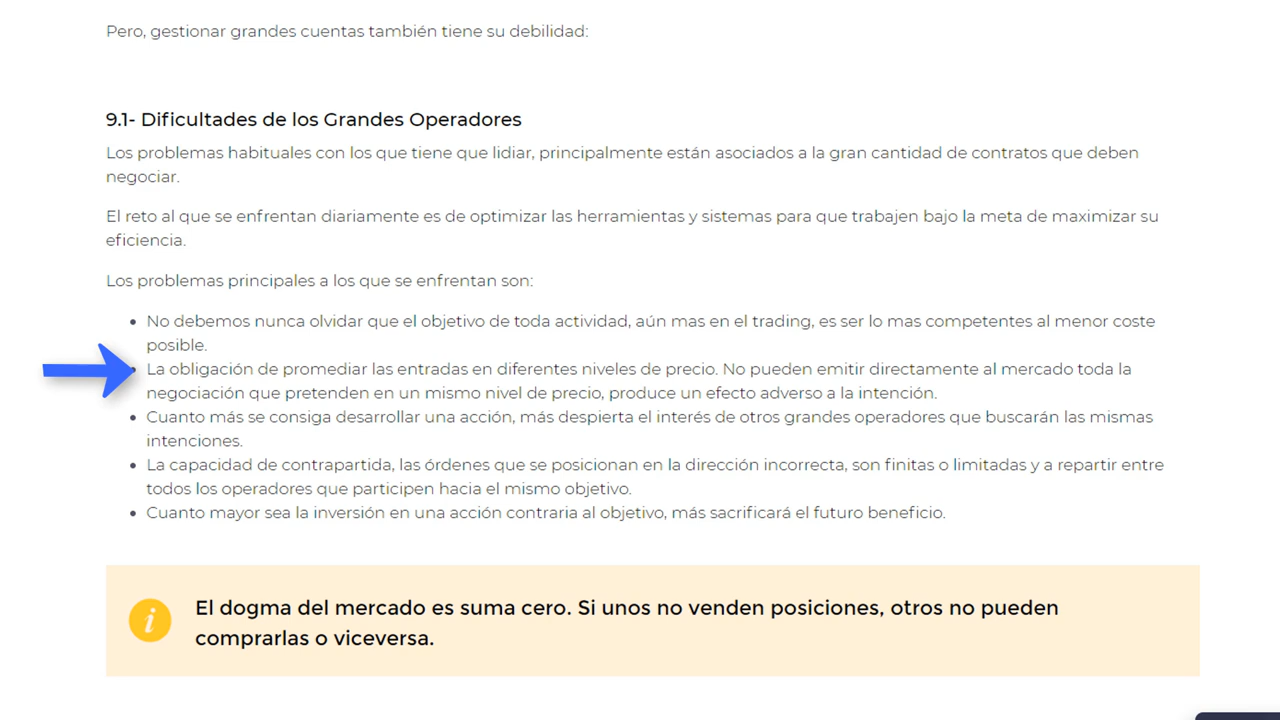 Pero, gestionar grandes cuentas también tiene su debilidad:
9.1- Dificultades de los Grandes Operadores
Los problemas habituales con los que tiene que lidiar, principalmente están asociados a la gran cantidad de contratos que deben
negociar.
El reto al que se enfrentan diariamente es de optimizar las herramientas y sistemas para que trabajen bajo la meta de maximizar su
eficiencia.
Los problemas principales a los que se enfrentan son:
• No debemos nunca olvidar que el objetivo de toda actividad, aún mas en el trading, es ser lo mas competentes al menor coste
posible.
• La obligación de promediar las entradas en diferentes niveles de precio. No pueden emitir directamente al mercado toda la
negociación que pretenden en un mismo nivel de precio, produce un efecto adverso a la intención.
• Cuanto más se consiga desarrollar una acción, más despierta el interés de otros grandes operadores que buscarán las mismas
intenciones.
• La capacidad de contrapartida, las órdenes que se posicionan en la dirección incorrecta, son finitas o limitadas y a repartir entre
todos los operadores que participen hacia el mismo objetivo.
• Cuanto mayor sea la inversión en una acción contraria al objetivo, más sacrificará el futuro beneficio.
i El dogma del mercado es suma cero. Si unos no venden posiciones, otros no pueden
comprarlas o viceversa.